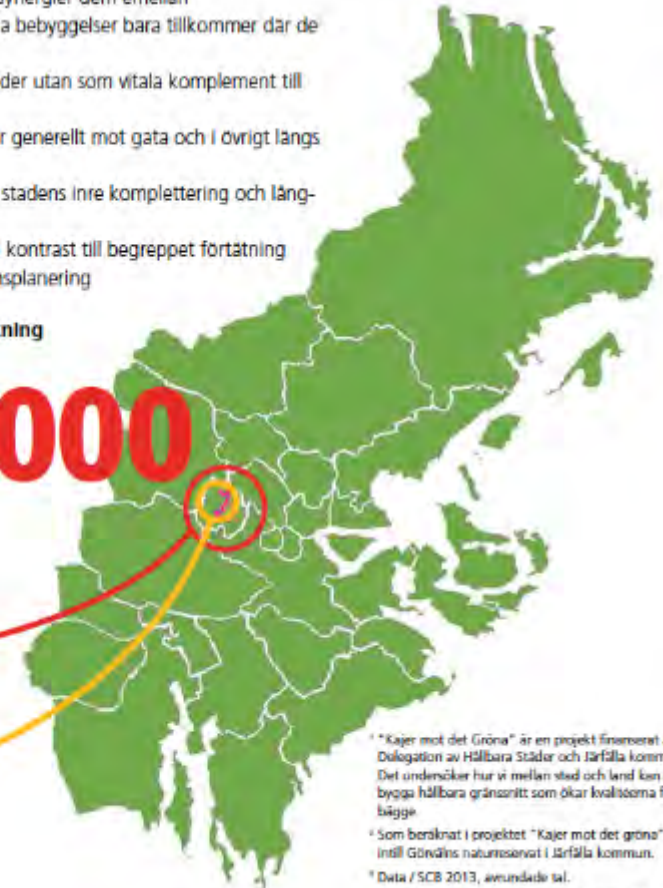 synergier dem emellan
a bebyggelser bara tillkommer där de
der utan som vitala komplement till
r generellt mot gata och i övrigt längs
stadens inre komplettering och lång-
kontrast till begreppet förtätning
nsplanering
kning
000
¹ "Kajer mot det Gröna" är en projekt finansierat
Delegation av Hållbara Städer och Järfälla komm
Det undersöker hur vi mellan stad och land kan
bygga hållbara gränssnitt som ökar kvaliteerna f
bägge.
² Som beräknat i projektet "Kajer mot det gröna"
intill Görvälns naturreservat i Järfälla kommun.
³ Data / SCB 2013, avrundade tal.